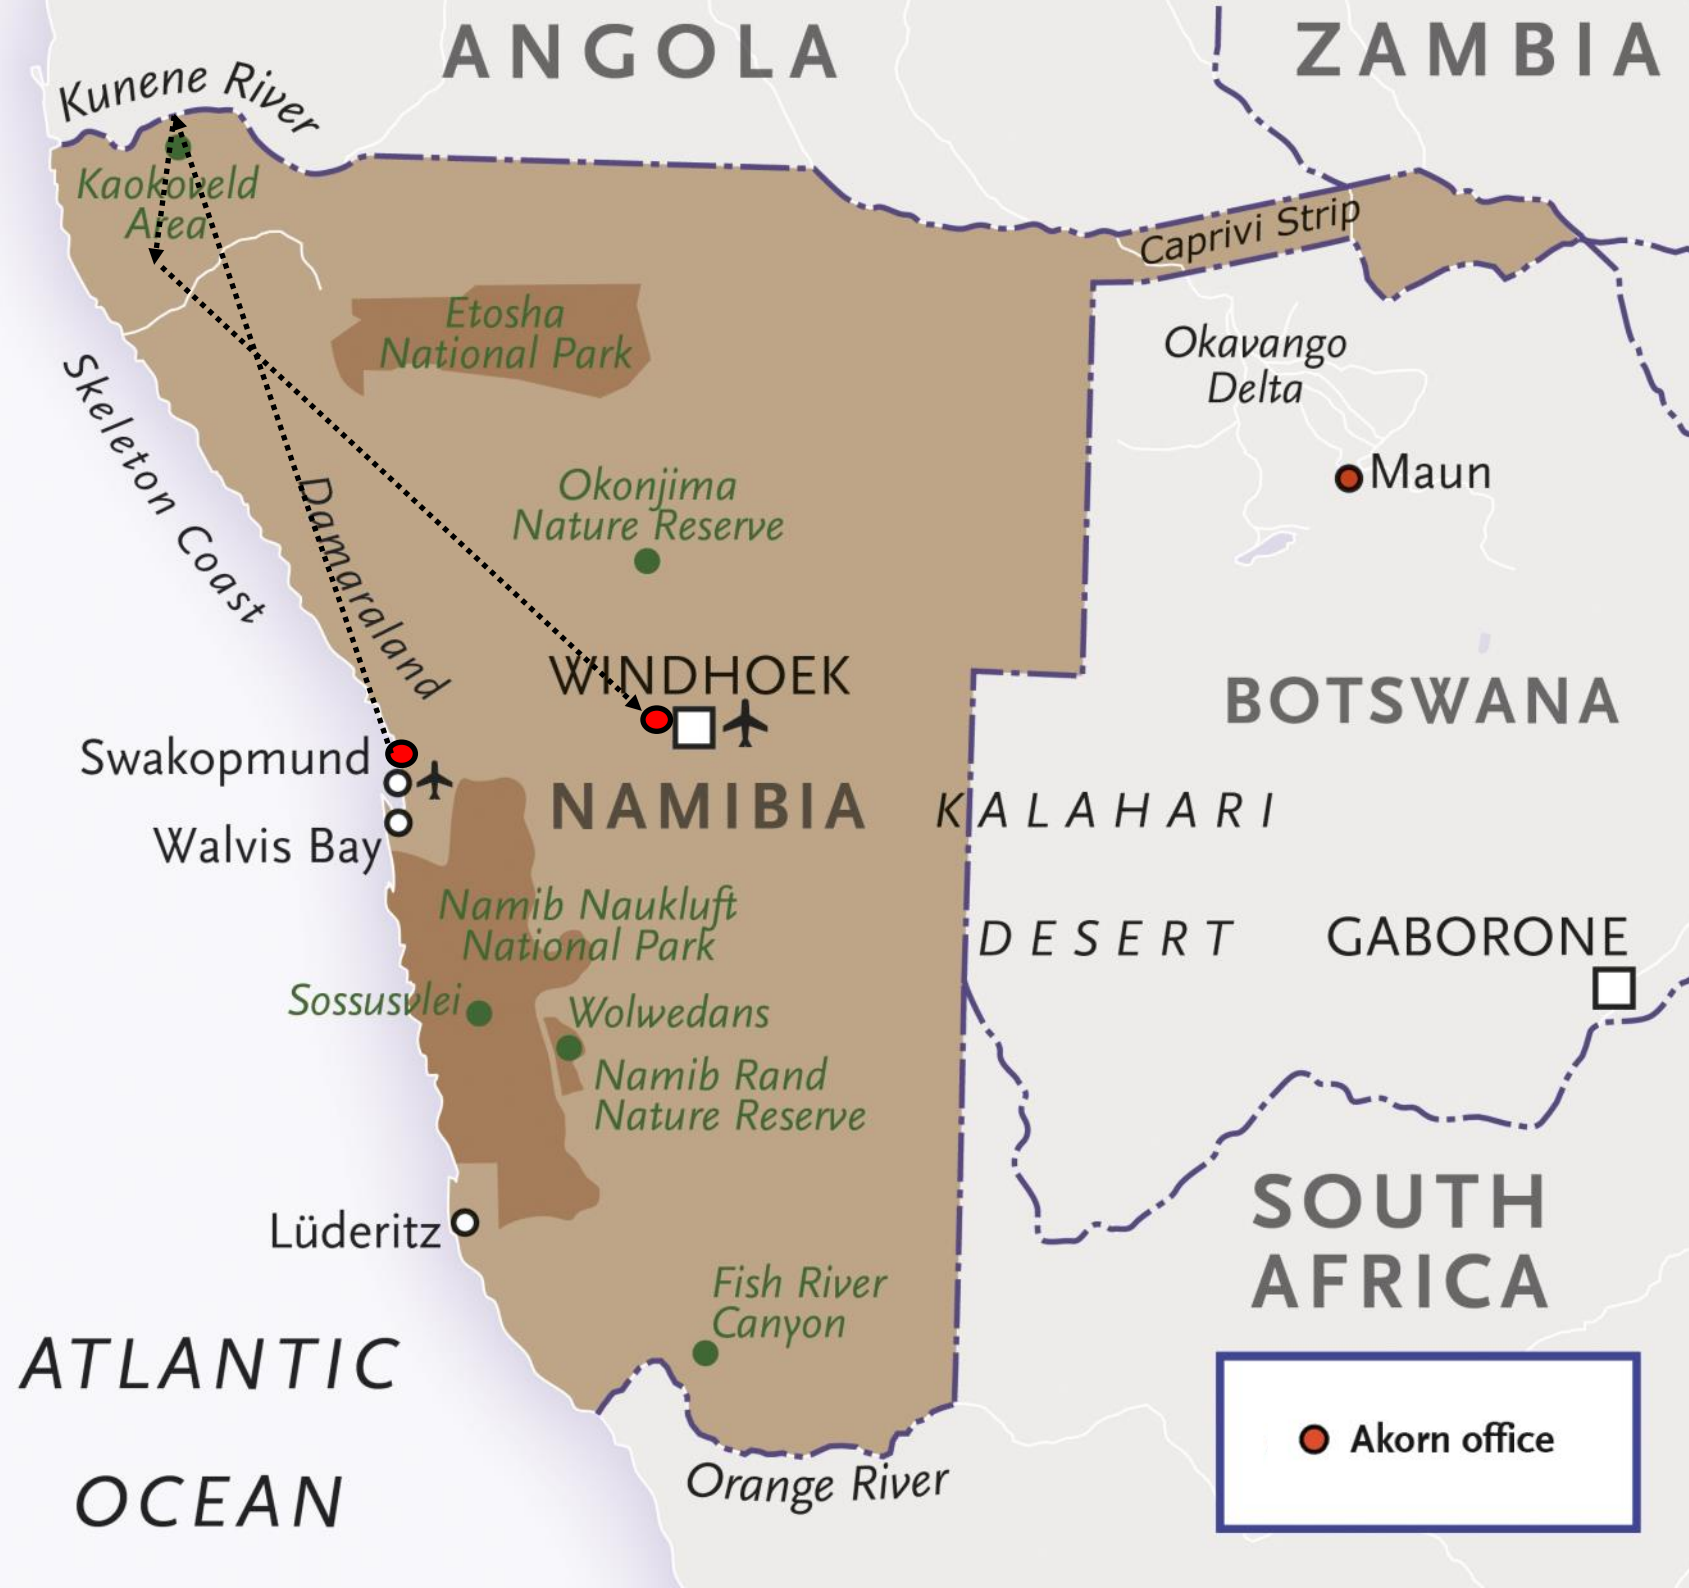 ANGOLA
ZAMBIA
Kunene River
Kaokoveld
Area
Caprivi Strip
Etosha
National Park
Okavango
Delta
Skeleton Coast
Damaraland
Okonjima
Nature Reserve
Maun
WINDHOEK
BOTSWANA
Swakopmund
NAMIBIA
KALAHARI
Walvis Bay
Namib Naukluft
National Park
DESERT
GABORONE
Sossusvlei
Wolwedans
Namib Rand
Nature Reserve
Lüderitz
SOUTH
AFRICA
Fish River
Canyon
ATLANTIC
OCEAN
Orange River
Akorn office